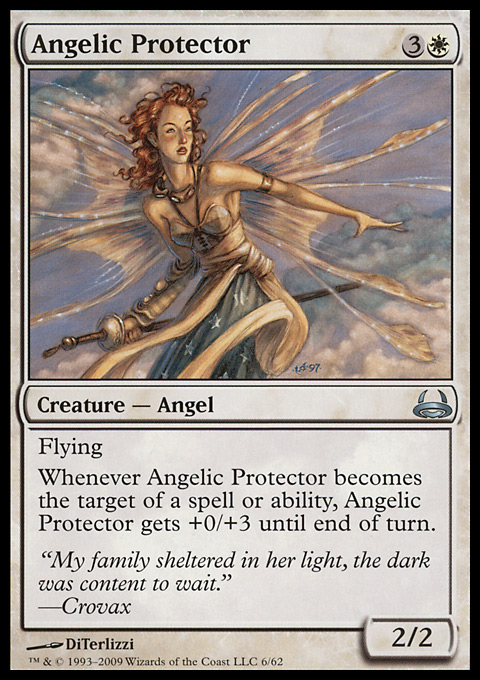 Angelic Protector 3
Creature — Angel
Flying
Whenever Angelic Protector becomes
the target of a spell or ability, Angelic
Protector gets +0/+3 until end of turn.
“My family sheltered in her light, the dark
was content to wait.”
—Crovax
DiTerlizzi
2/2
™ & © 1993–2009 Wizards of the Coast LLC 6/62